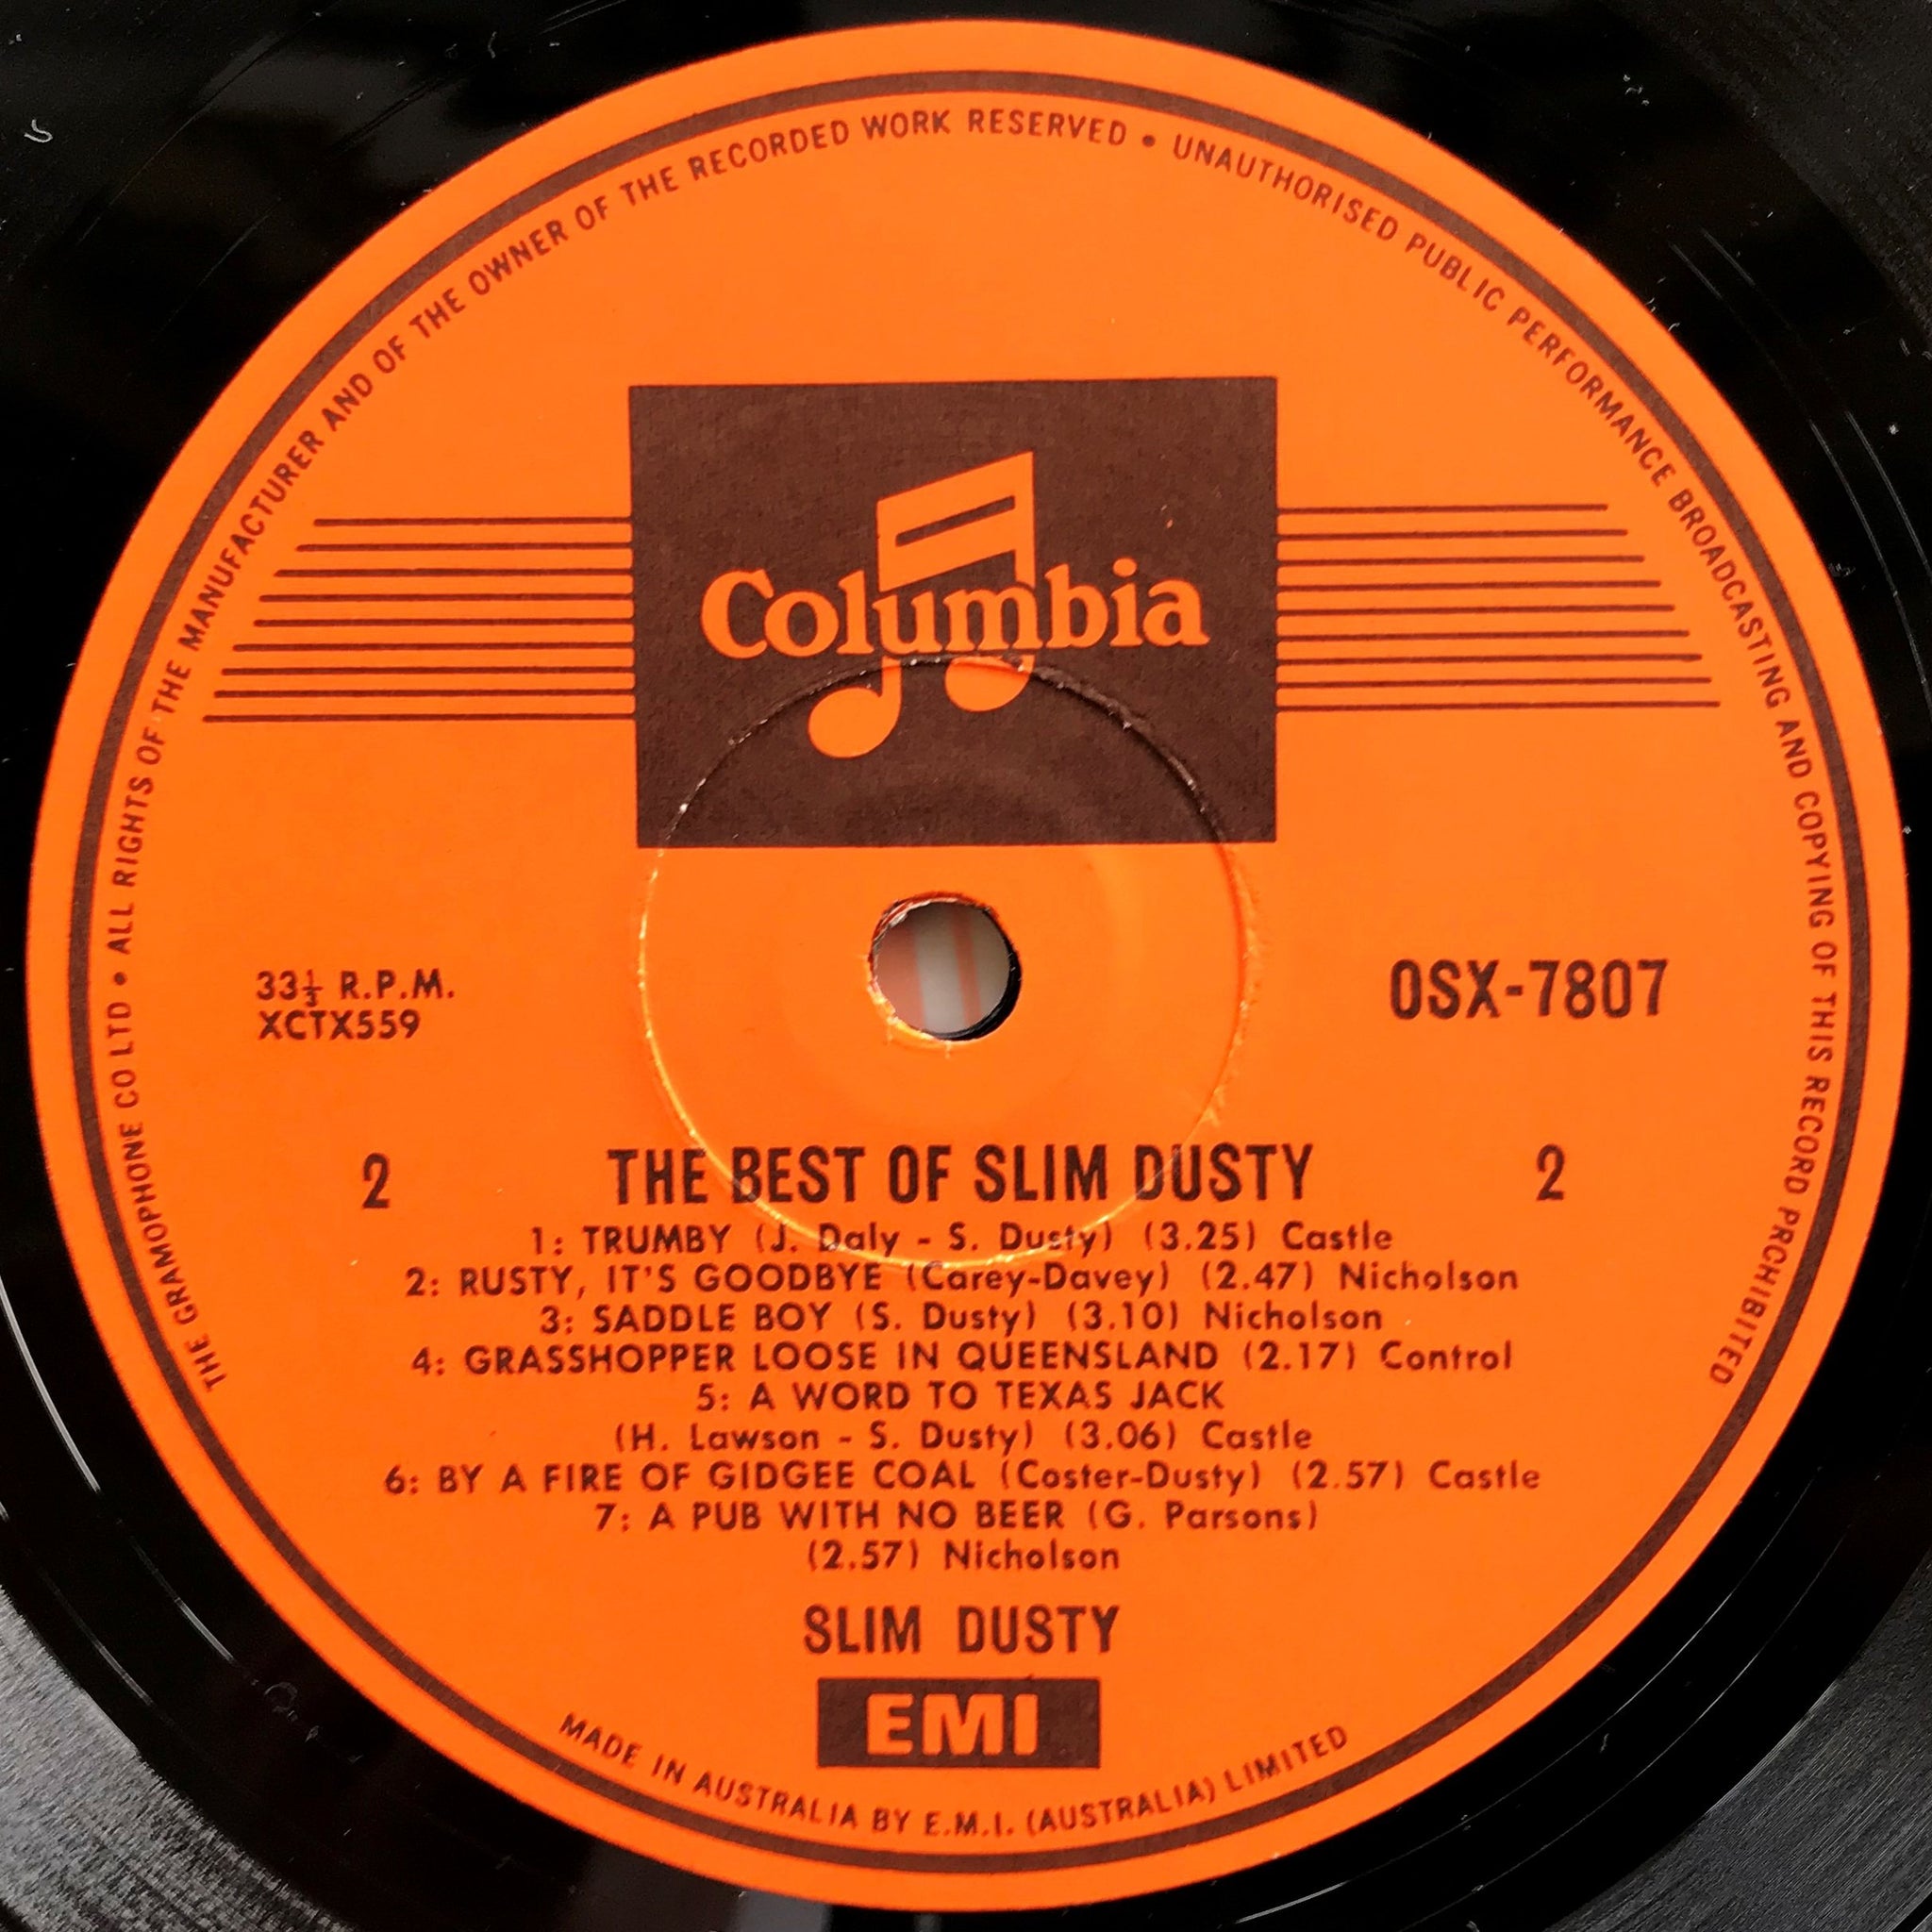 THE GRAMOPHONE CO LTD • ALL RIGHTS OF THE MANUFACTURER AND OF THE OWNER OF THE RECORDED WORK RESERVED • UNAUTHORISED PUBLIC PERFORMANCE BROADCASTING AND COPYING OF THIS RECORD PROHIBITED
Columbia
33⅓ R.P.M.
XCTX559
OSX-7807
2 THE BEST OF SLIM DUSTY 2
1: TRUMBY (J. Daly - S. Dusty) (3.25) Castle
2: RUSTY, IT'S GOODBYE (Carey-Davey) (2.47) Nicholson
3: SADDLE BOY (S. Dusty) (3.10) Nicholson
4: GRASSHOPPER LOOSE IN QUEENSLAND (2.17) Control
5: A WORD TO TEXAS JACK
(H. Lawson - S. Dusty) (3.06) Castle
6: BY A FIRE OF GIDGEE COAL (Coster-Dusty) (2.57) Castle
7: A PUB WITH NO BEER (G. Parsons)
(2.57) Nicholson
SLIM DUSTY
EMI
MADE IN AUSTRALIA BY E.M.I. (AUSTRALIA) LIMITED